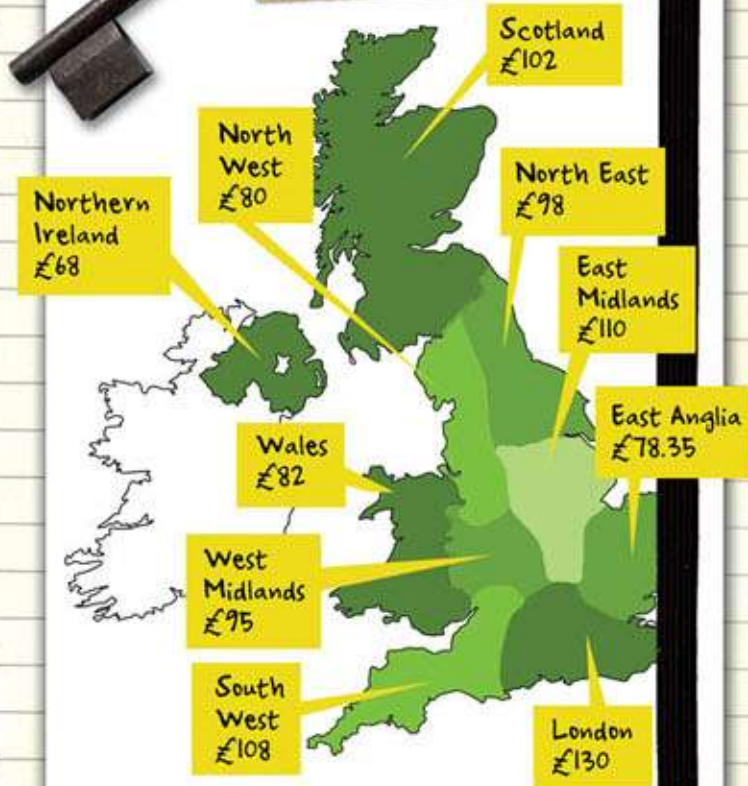 Scotland
£102
North
West
£80
North East
£98
Northern
Ireland
£68
East
Midlands
£110
East Anglia
£78.35
Wales
£82
West
Midlands
£95
South
West
£108
London
£130